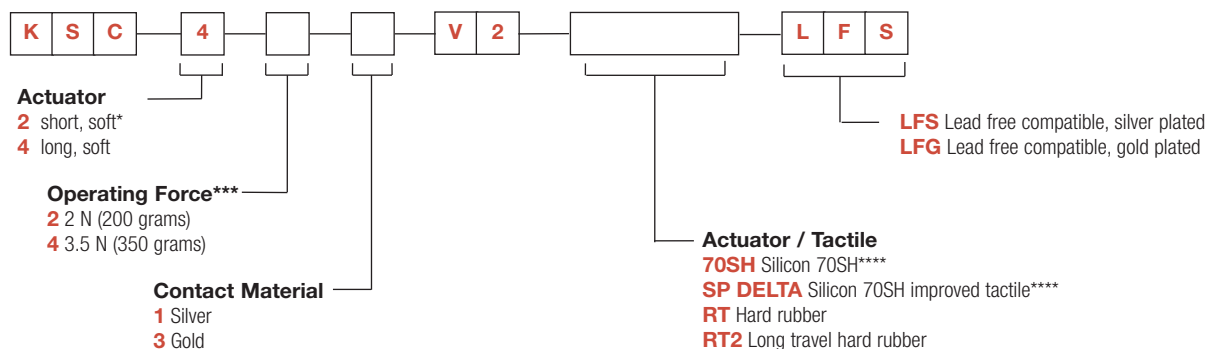 K S C 4 V 2 L F S
Actuator
2 short, soft*
4 long, soft
Operating Force***
2 2 N (200 grams)
4 3.5 N (350 grams)
Contact Material
1 Silver
3 Gold
LFS Lead free compatible, silver plated
LFG Lead free compatible, gold plated
Actuator / Tactile
70SH Silicon 70SH****
SP DELTA Silicon 70SH improved tactile****
RT Hard rubber
RT2 Long travel hard rubber